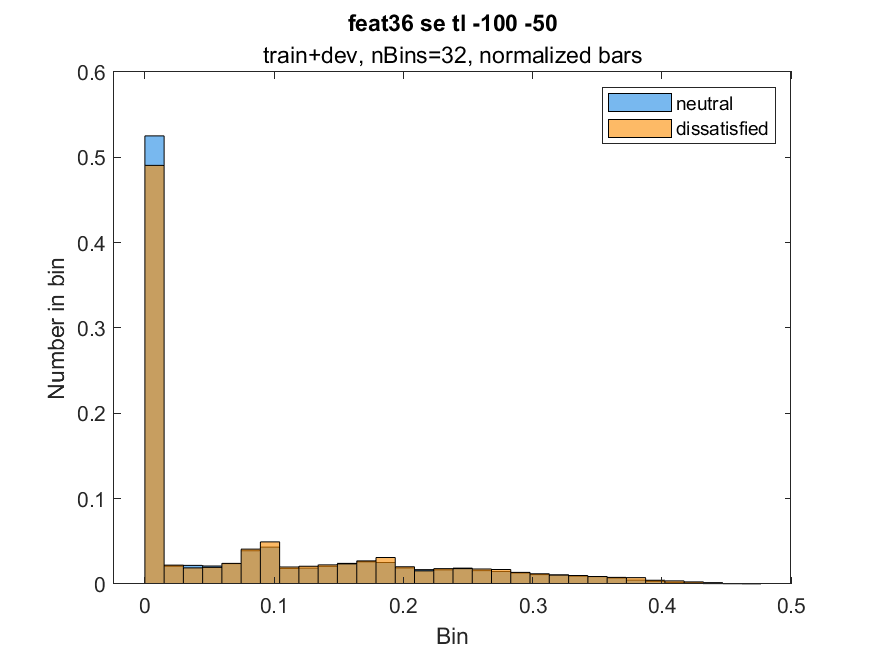 feat36 se tl -100 -50
train+dev, nBins=32, normalized bars
0.6
0.5
0.4
0.3
0.2
0.1
0
Number in bin
neutral
dissatisfied
0
0.1
0.2
0.3
0.4
0.5
Bin